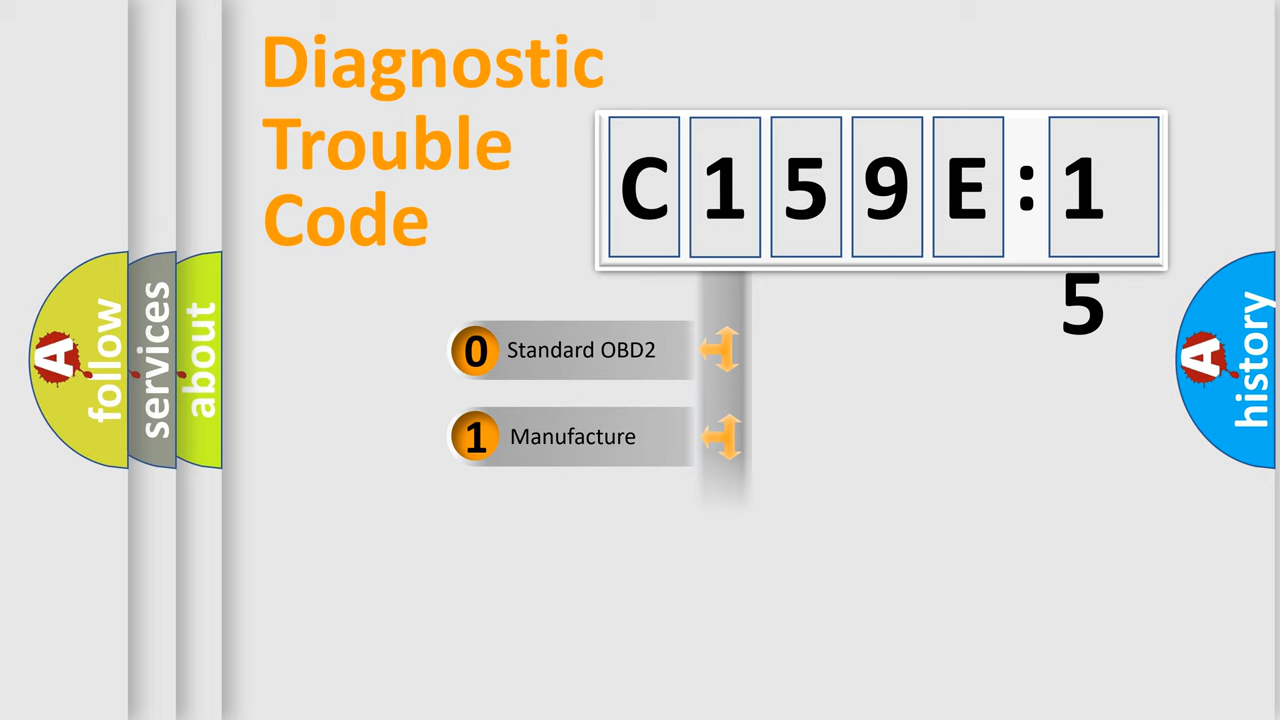 Diagnostic
Trouble
Code
C159E:1
5
0 Standard OBD2
1 Manufacture
A follow
services
about
A history